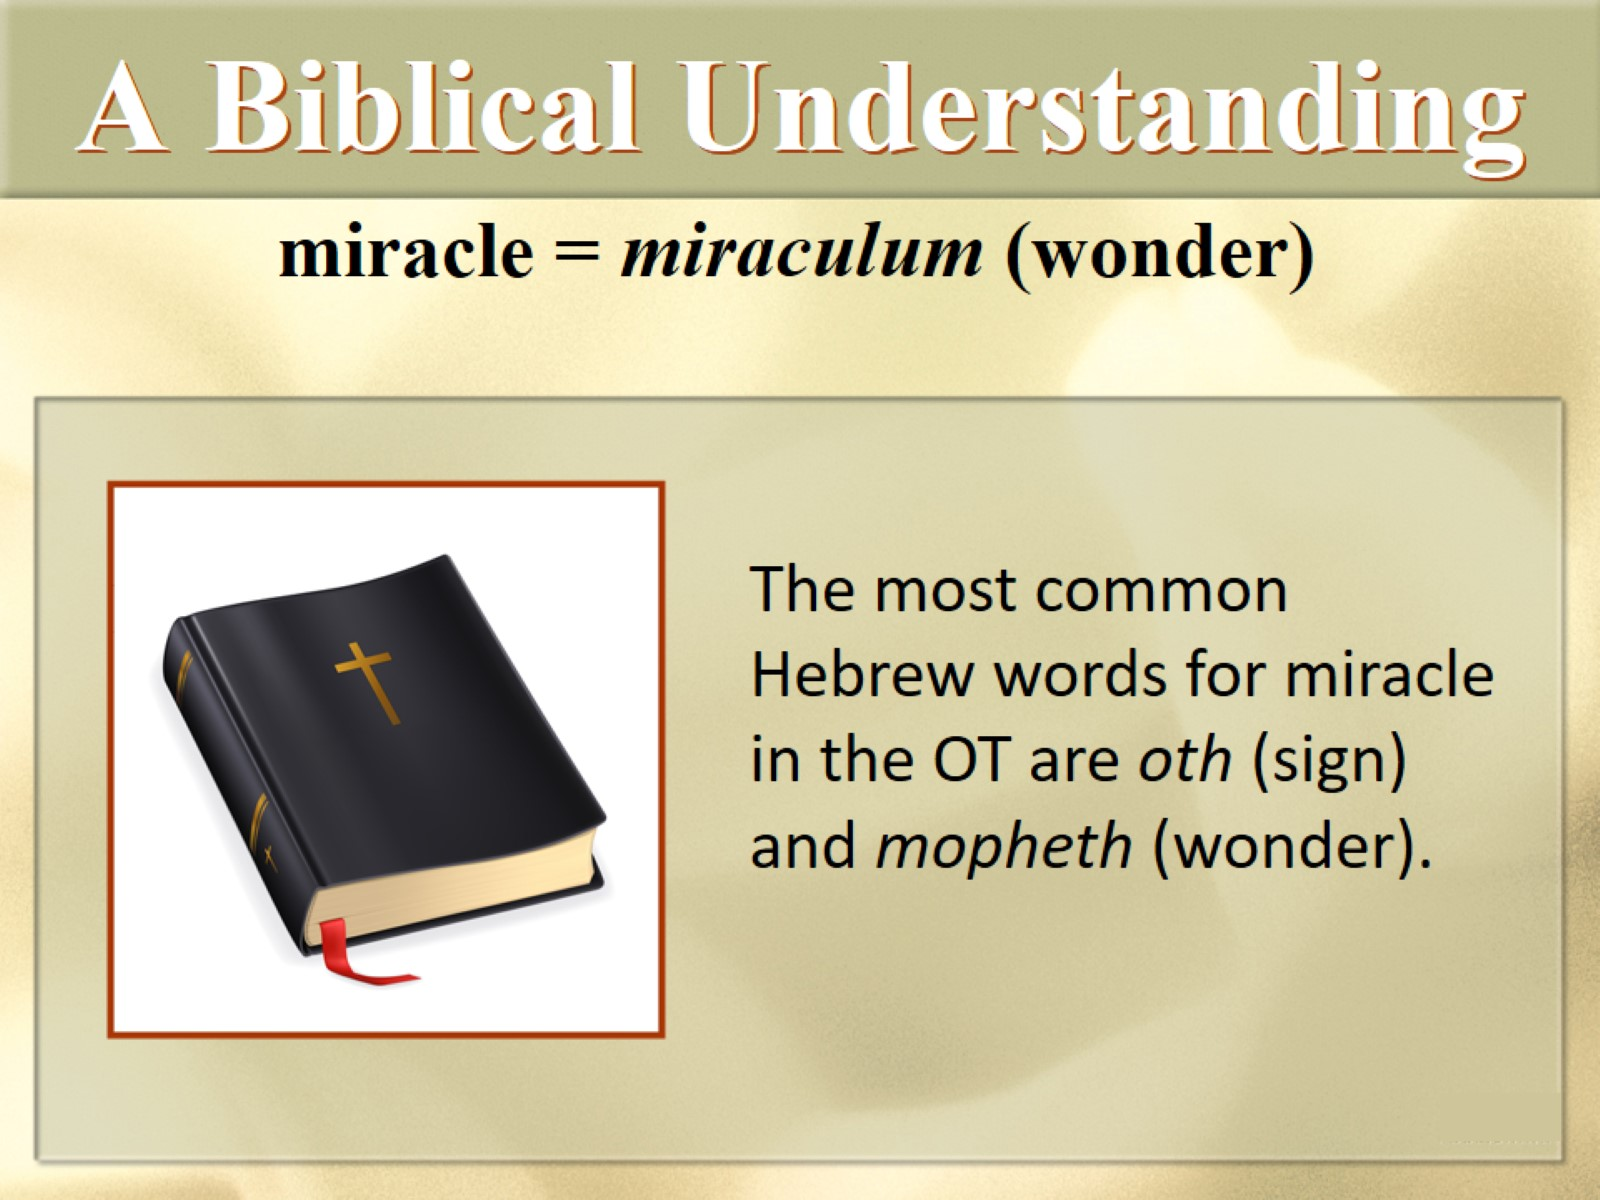 A Biblical Understanding
miracle = miraculum (wonder)
The most common
Hebrew words for miracle
in the OT are oth (sign)
and mopheth (wonder).